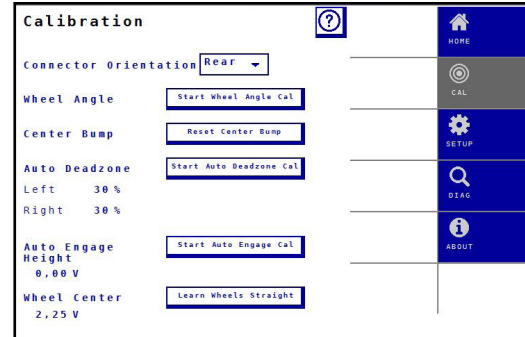 Calibration
?
Connector Orientation Rear
Wheel Angle Start Wheel Angle Cal
Center Bump Reset Center Bump
Auto Deadzone Start Auto Deadzone Cal
Left 30 %
Right 30 %
Auto Engage Start Auto Engage Cal
Height
0,00 V
Wheel Center Learn Wheels Straight
2,25 V
HOME
CAL
SETUP
DIAG
ABOUT